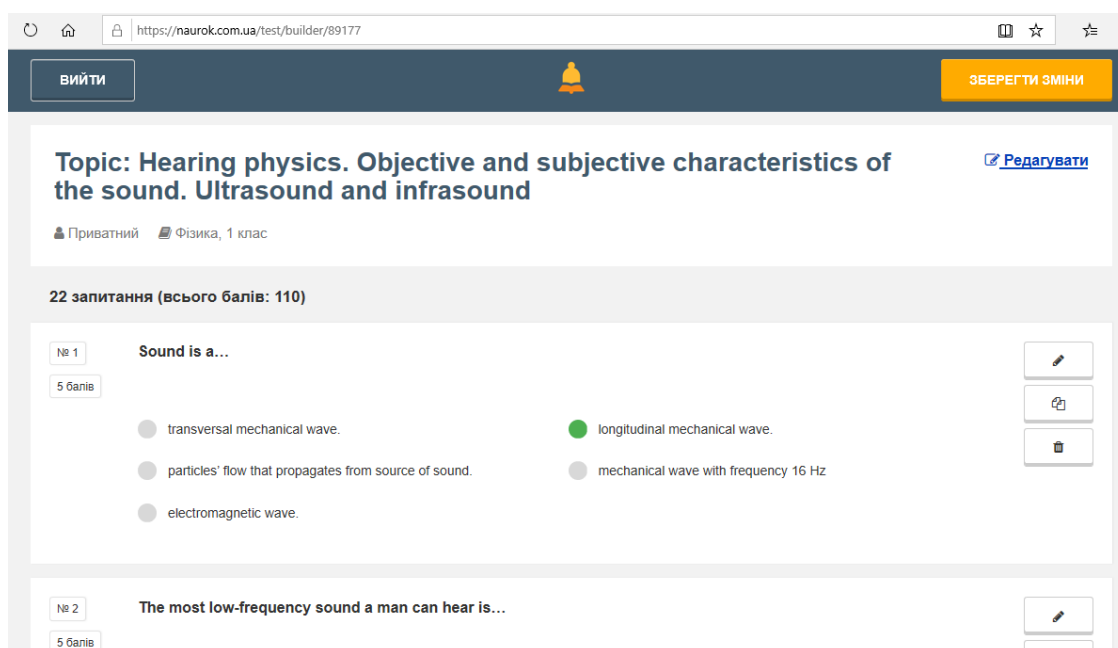 https://naurok.com.ua/test/builder/89177
ВИЙТИ
ЗБЕРЕГТИ ЗМІНИ
Topic: Hearing physics. Objective and subjective characteristics of
the sound. Ultrasound and infrasound
Редагувати
Приватний Фізика, 1 клас
22 запитання (всього балів: 110)
№ 1
Sound is a…
5 балів
transversal mechanical wave.
longitudinal mechanical wave.
particles’ flow that propagates from source of sound.
mechanical wave with frequency 16 Hz
electromagnetic wave.
№ 2
The most low-frequency sound a man can hear is…
5 балів